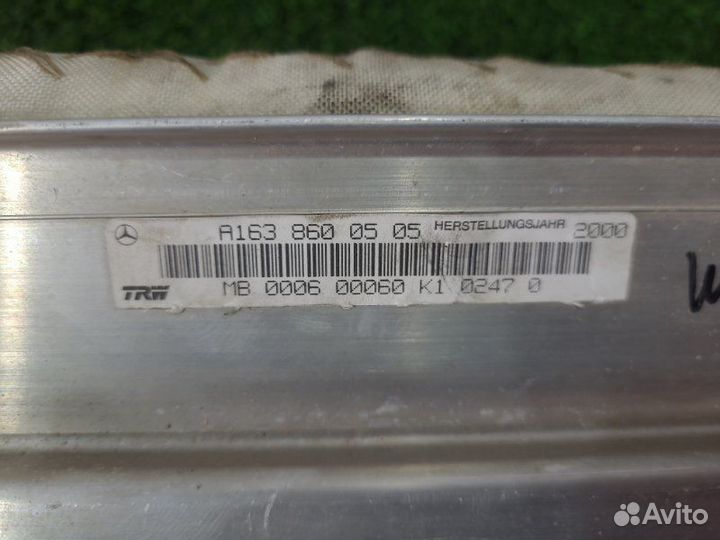 A163 860 05 05 HERSTELLUNGSJAHR 2000
TRW MB 0006 00060 K1 0247 0
Avito